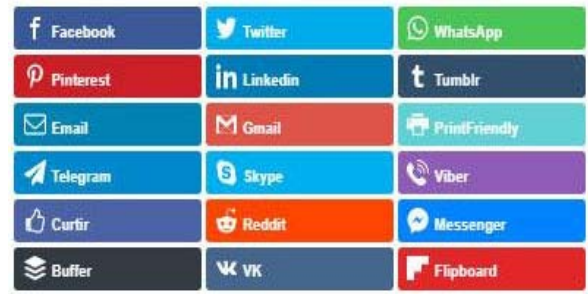 Facebook Twitter WhatsApp
Pinterest Linkedin Tumblr
Email Gmail PrintFriendly
Telegram Skype Viber
Curtir Reddit Messenger
Buffer VK Flipboard